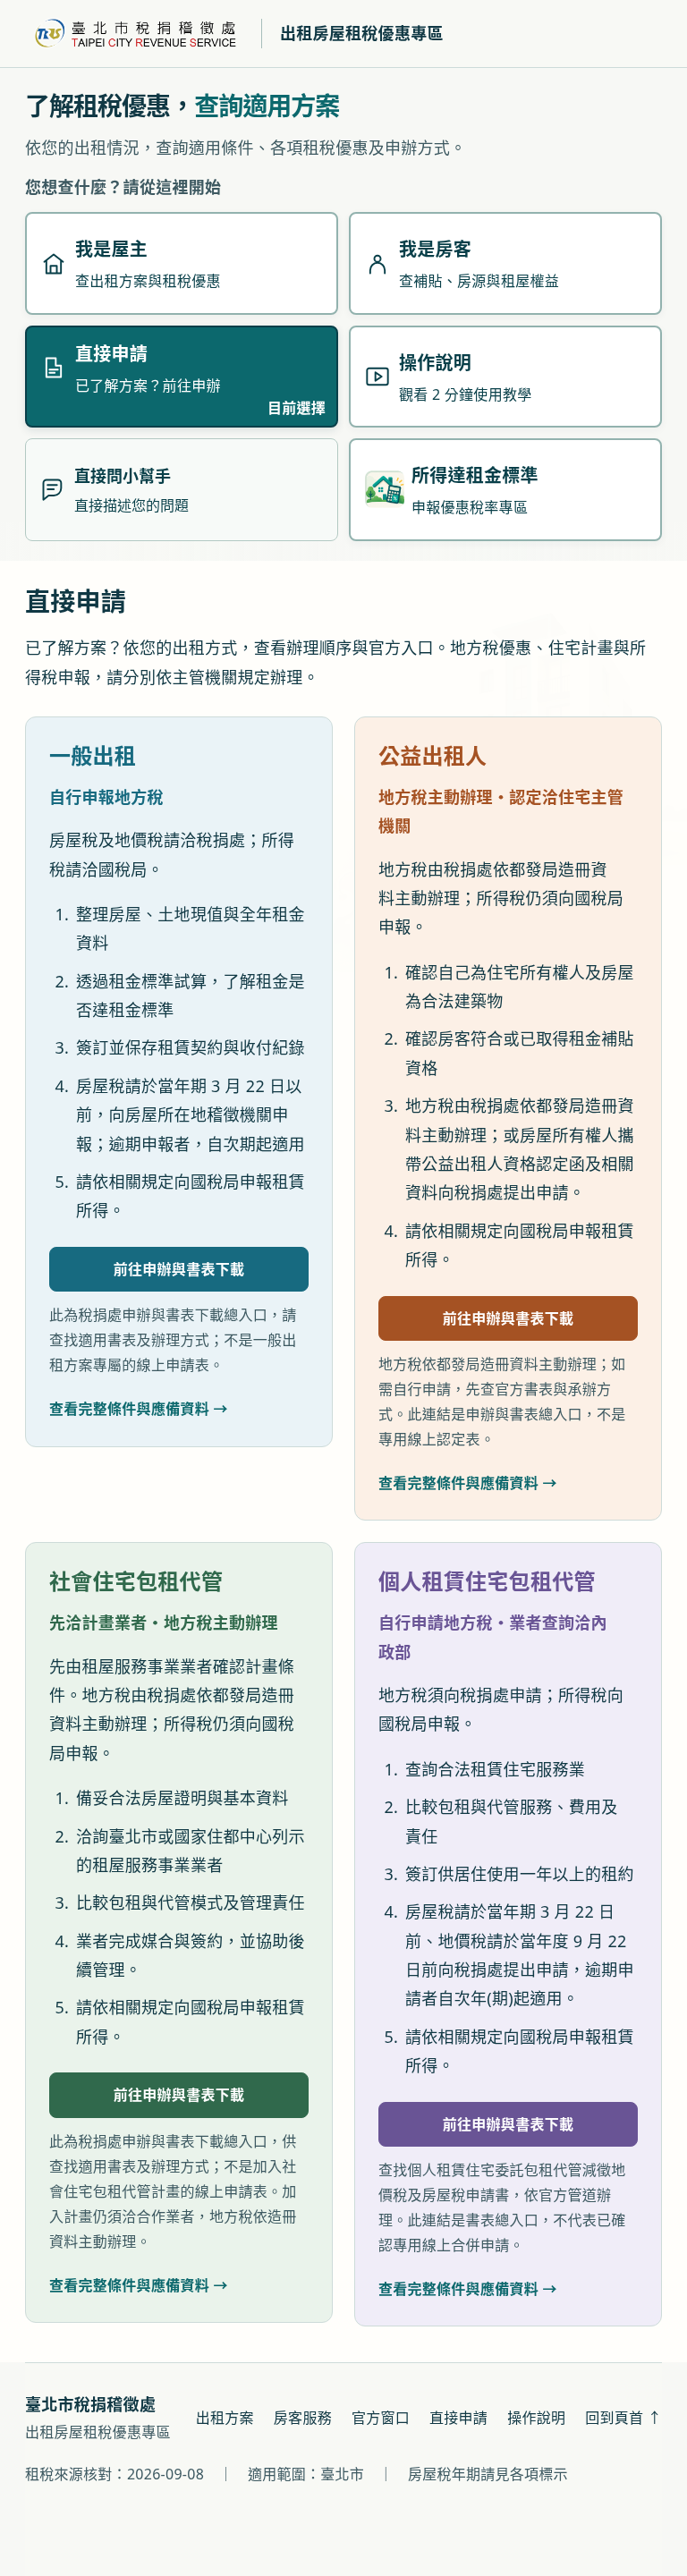 臺北市稅捐稽徵處
TAIPEI CITY REVENUE SERVICE
出租房屋租稅優惠專區
了解租稅優惠，查詢適用方案
依您的出租情況，查詢適用條件、各項租稅優惠及申辦方式。
您想查什麼？請從這裡開始
我是屋主
查出租方案與租稅優惠
我是房客
查補貼、房源與租屋權益
直接申請
已了解方案？前往申辦
目前選擇
操作說明
觀看 2 分鐘使用教學
直接問小幫手
直接描述您的問題
所得達租金標準
申報優惠稅率專區
直接申請
已了解方案？依您的出租方式，查看辦理順序與官方入口。地方稅優惠、住宅計畫與所
得稅申報，請分別依主管機關規定辦理。
一般出租
自行申報地方稅
房屋稅及地價稅請洽稅捐處；所得
稅請洽國稅局。
1. 整理房屋、土地現值與全年租金
資料
2. 透過租金標準試算，了解租金是
否達租金標準
3. 簽訂並保存租賃契約與收付紀錄
4. 房屋稅請於當年期 3 月 22 日以
前，向房屋所在地稽徵機關申
報；逾期申報者，自次期起適用
5. 請依相關規定向國稅局申報租賃
所得。
前往申辦與書表下載
此為稅捐處申辦與書表下載總入口，請
查找適用書表及辦理方式；不是一般出
租方案專屬的線上申請表。
查看完整條件與應備資料 →
公益出租人
地方稅主動辦理・認定洽住宅主管
機關
地方稅由稅捐處依都發局造冊資
料主動辦理；所得稅仍須向國稅局
申報。
1. 確認自己為住宅所有權人及房屋
為合法建築物
2. 確認房客符合或已取得租金補貼
資格
3. 地方稅由稅捐處依都發局造冊資
料主動辦理；或房屋所有權人攜
帶公益出租人資格認定函及相關
資料向稅捐處提出申請。
4. 請依相關規定向國稅局申報租賃
所得。
前往申辦與書表下載
地方稅依都發局造冊資料主動辦理；如
需自行申請，先查官方書表與承辦方
式。此連結是申辦與書表總入口，不是
專用線上認定表。
查看完整條件與應備資料 →
社會住宅包租代管
先洽計畫業者・地方稅主動辦理
先由租屋服務事業業者確認計畫條
件。地方稅由稅捐處依都發局造冊
資料主動辦理；所得稅仍須向國稅
局申報。
1. 備妥合法房屋證明與基本資料
2. 洽詢臺北市或國家住都中心列示
的租屋服務事業業者
3. 比較包租與代管模式及管理責任
4. 業者完成媒合與簽約，並協助後
續管理。
5. 請依相關規定向國稅局申報租賃
所得。
前往申辦與書表下載
此為稅捐處申辦與書表下載總入口，供
查找適用書表及辦理方式；不是加入社
會住宅包租代管計畫的線上申請表。加
入計畫仍須洽合作業者，地方稅依造冊
資料主動辦理。
查看完整條件與應備資料 →
個人租賃住宅包租代管
自行申請地方稅・業者查詢洽內
政部
地方稅須向稅捐處申請；所得稅向
國稅局申報。
1. 查詢合法租賃住宅服務業
2. 比較包租與代管服務、費用及
責任
3. 簽訂供居住使用一年以上的租約
4. 房屋稅請於當年期 3 月 22 日
前、地價稅請於當年度 9 月 22
日前向稅捐處提出申請，逾期申
請者自次年(期)起適用。
5. 請依相關規定向國稅局申報租賃
所得。
前往申辦與書表下載
查找個人租賃住宅委託包租代管減徵地
價稅及房屋稅申請書，依官方管道辦
理。此連結是書表總入口，不代表已確
認專用線上合併申請。
查看完整條件與應備資料 →
臺北市稅捐稽徵處
出租房屋租稅優惠專區
出租方案 房客服務 官方窗口 直接申請 操作說明 回到頁首 ↑
租稅來源核對：2026-09-08 ｜ 適用範圍：臺北市 ｜ 房屋稅年期請見各項標示